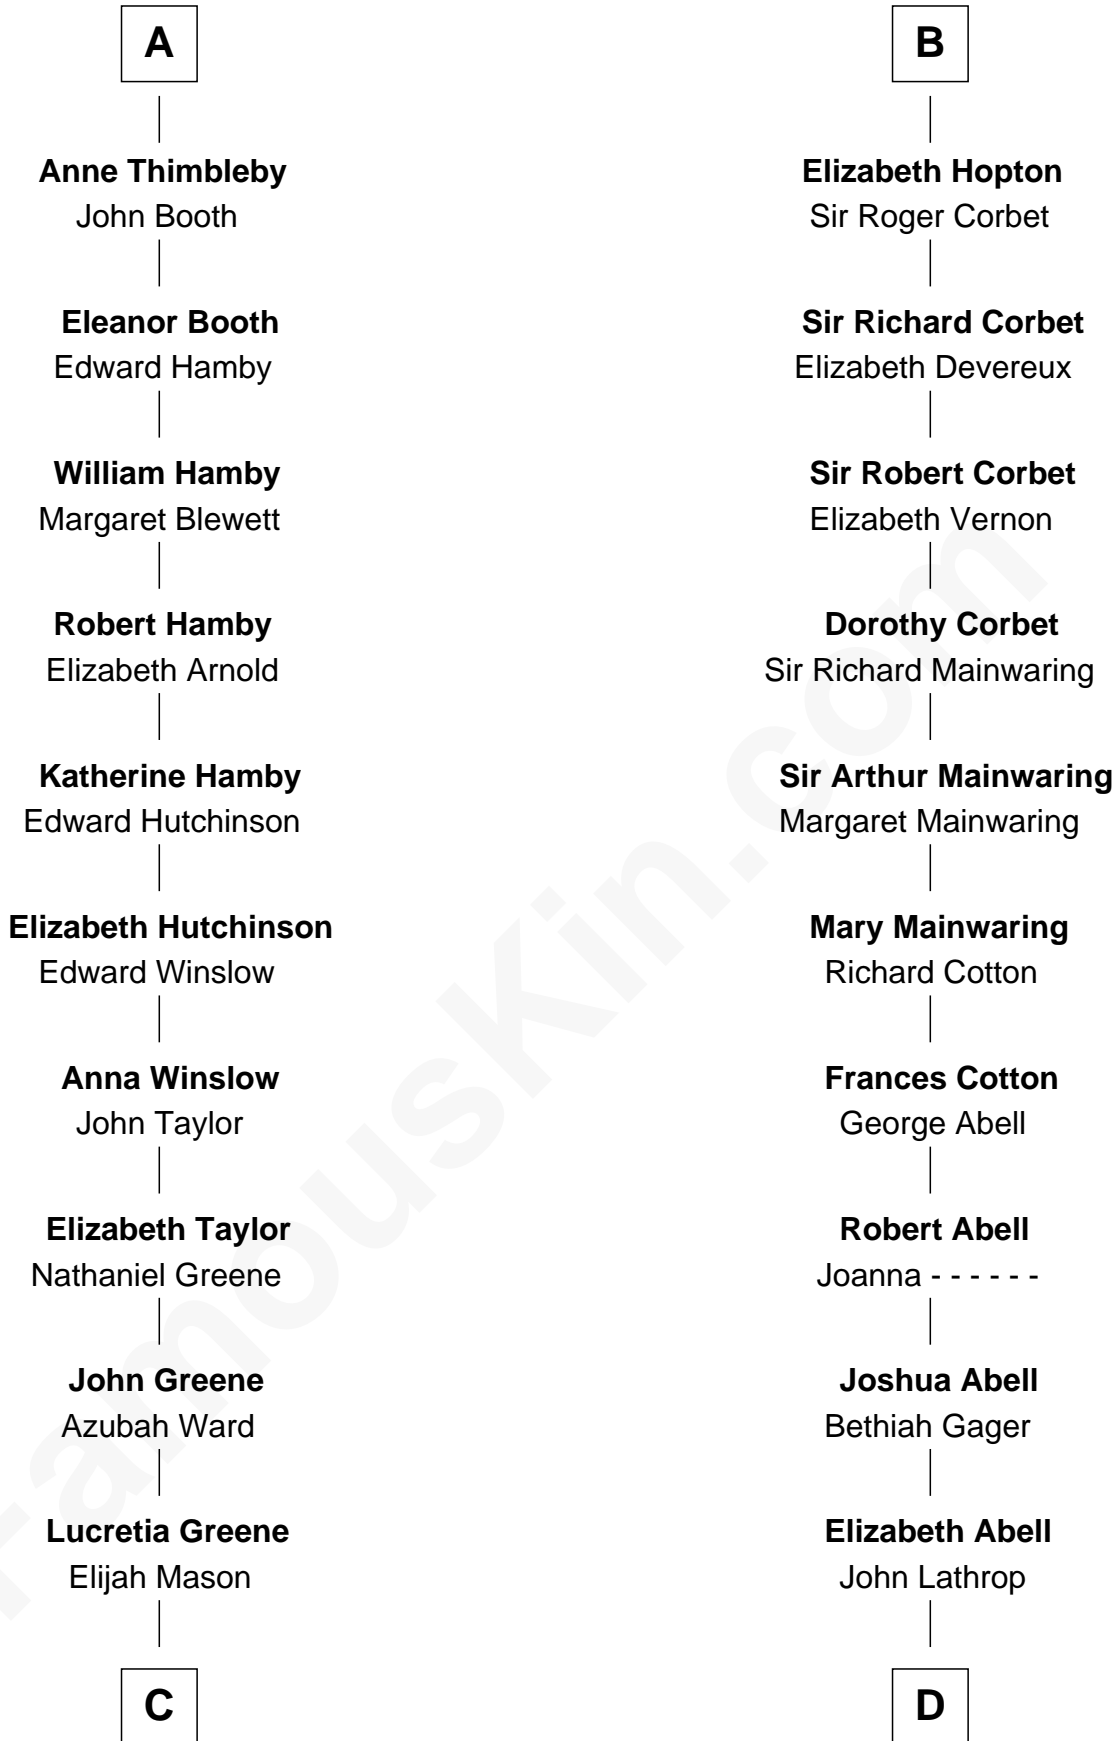 A
Anne Thimbleby
John Booth
Eleanor Booth
Edward Hamby
William Hamby
Margaret Blewett
Robert Hamby
Elizabeth Arnold
Katherine Hamby
Edward Hutchinson
Elizabeth Hutchinson
Edward Winslow
Anna Winslow
John Taylor
Elizabeth Taylor
Nathaniel Greene
John Greene
Azubah Ward
Lucretia Greene
Elijah Mason
C
B
Elizabeth Hopton
Sir Roger Corbet
Sir Richard Corbet
Elizabeth Devereux
Sir Robert Corbet
Elizabeth Vernon
Dorothy Corbet
Sir Richard Mainwaring
Sir Arthur Mainwaring
Margaret Mainwaring
Mary Mainwaring
Richard Cotton
Frances Cotton
George Abell
Robert Abell
Joanna - - - - - -
Joshua Abell
Bethiah Gager
Elizabeth Abell
John Lathrop
D
FamousKin.com